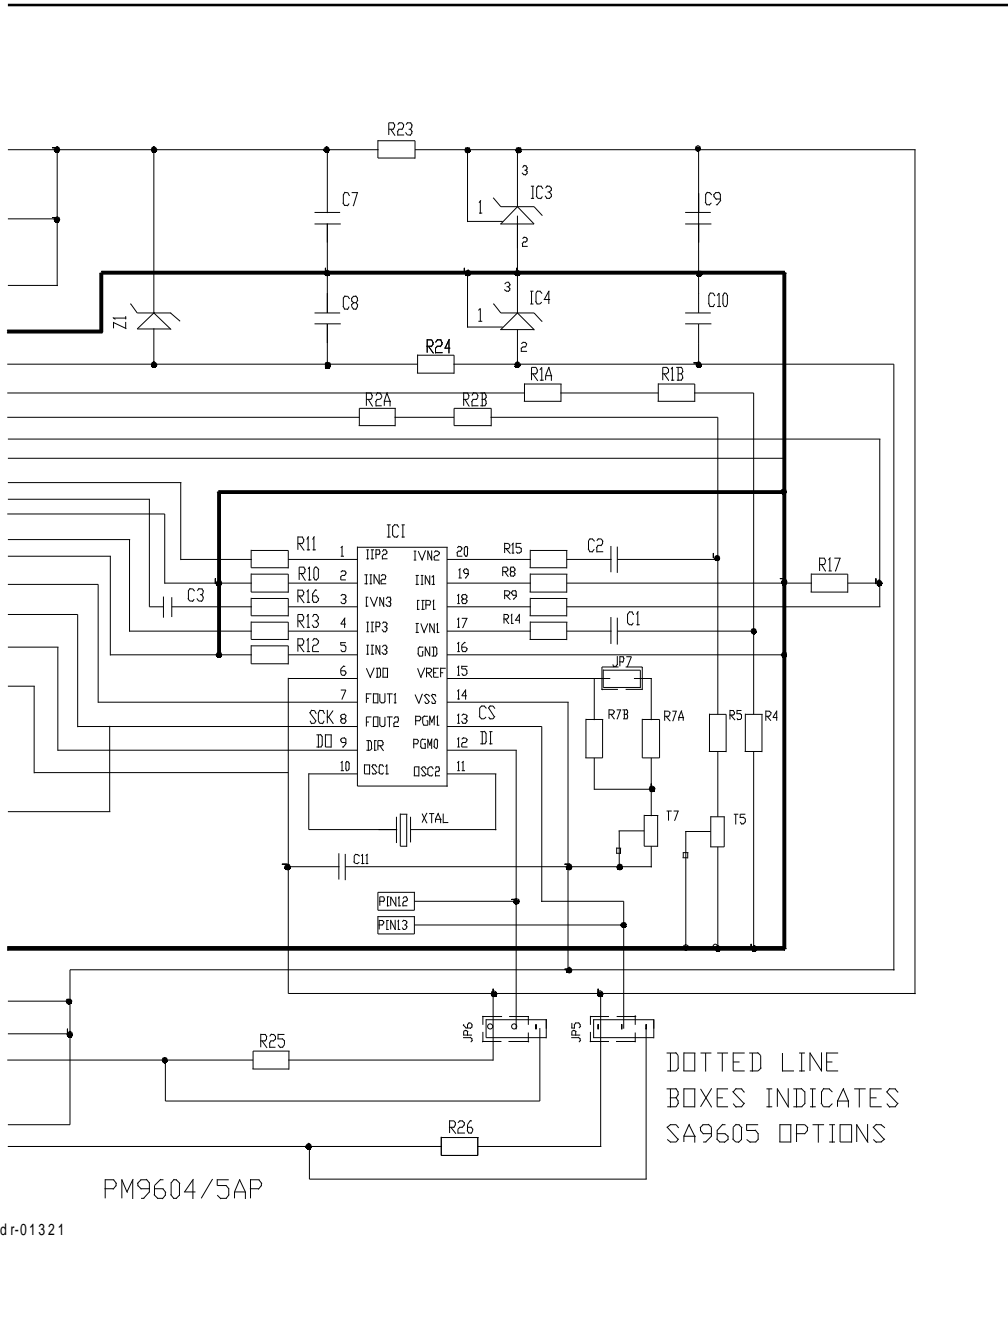 R23
3
C7
IC3
C9
1
2
3
C8
IC4
C10
Z1
1
R24
2
R1A
R1B
R2A
R2B
ICI
R11 1 IIP2 IVN2 20 R15 C2
R10 2 IIN2 IIN1 19 R8 R17
C3 R16 3 IVN3 IIP1 18 R9
R13 4 IIP3 IVN1 17 R14 C1
R12 5 IIN3 GND 16
6 VDD VREF 15 JP7
7 FOUT1 VSS 14
SCK 8 FOUT2 PGM1 13 CS R7B R7A R5 R4
DO 9 DIR PGM0 12 DI
10 OSC1 OSC2 11
XTAL
T7
T5
C11
PIN12
PIN13
JP6
JP5
R25
DOTTED LINE
BOXES INDICATES
SA9605 OPTIONS
R26
PM9604/5AP
dr-01321